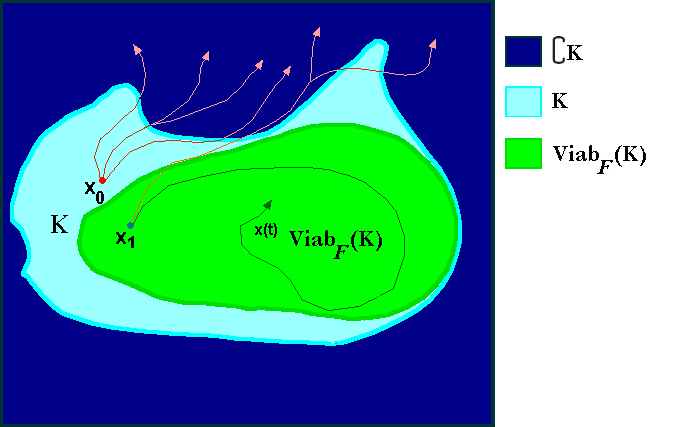 x0
K
x1
x(t)
ViabF(K)
∁K
K
ViabF(K)